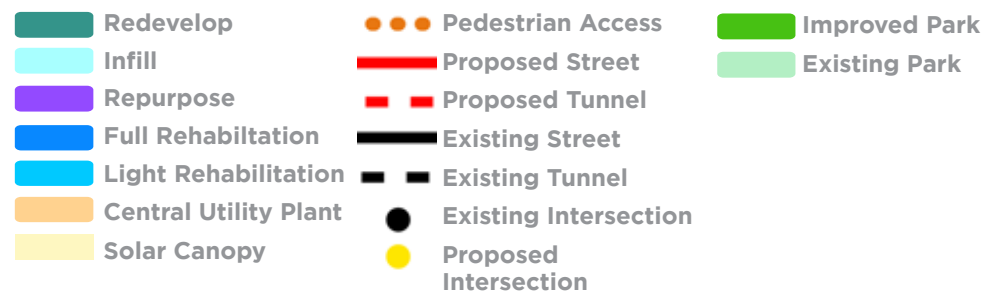 Redevelop
Infill
Repurpose
Full Rehabiltation
Light Rehabilitation
Central Utility Plant
Solar Canopy
Pedestrian Access
Proposed Street
Proposed Tunnel
Existing Street
Existing Tunnel
Existing Intersection
Proposed
Intersection
Improved Park
Existing Park